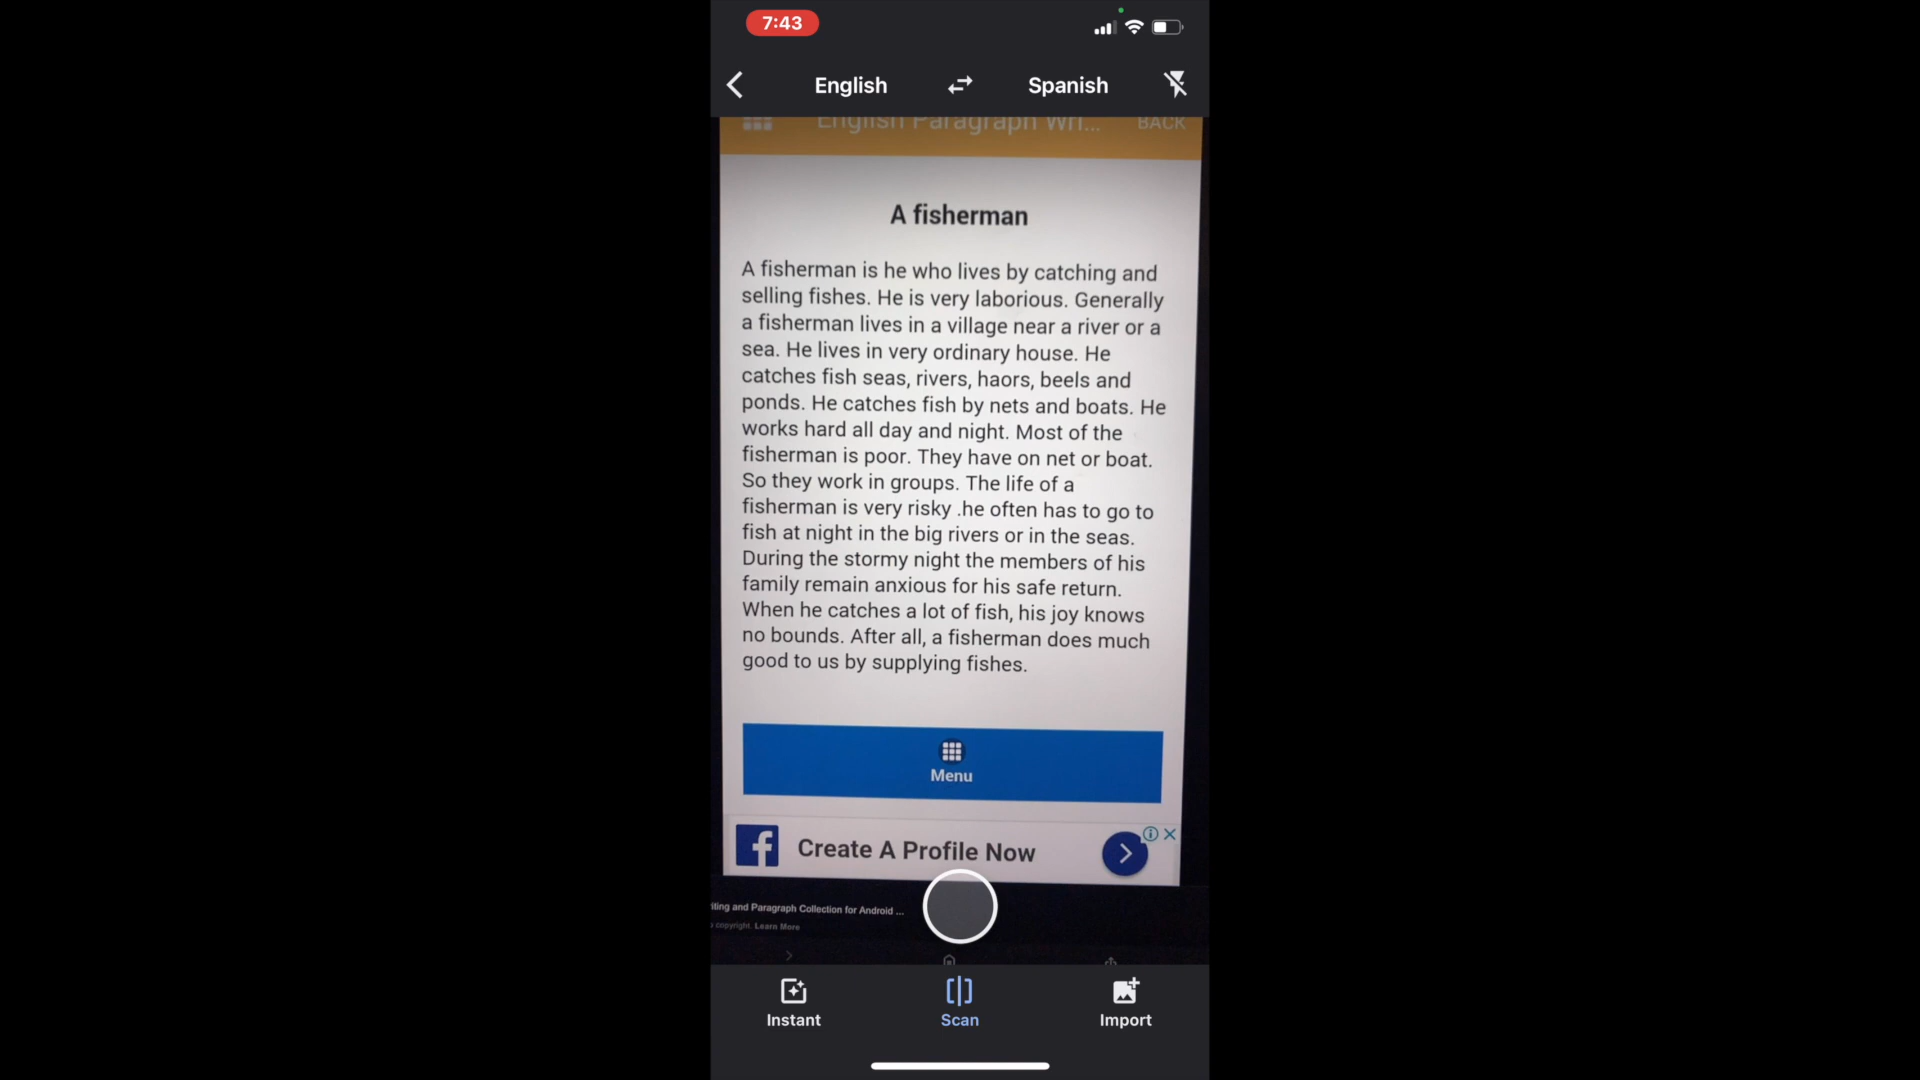 7:43
English
Spanish
English Paragraph Wri...
BACK
A fisherman
A fisherman is he who lives by catching and
selling fishes. He is very laborious. Generally
a fisherman lives in a village near a river or a
sea. He lives in very ordinary house. He
catches fish seas, rivers, haors, beels and
ponds. He catches fish by nets and boats. He
works hard all day and night. Most of the
fisherman is poor. They have on net or boat.
So they work in groups. The life of a
fisherman is very risky .he often has to go to
fish at night in the big rivers or in the seas.
During the stormy night the members of his
family remain anxious for his safe return.
When he catches a lot of fish, his joy knows
no bounds. After all, a fisherman does much
good to us by supplying fishes.
Menu
Create A Profile Now
and Paragraph Collection for Android ...
copyright. Learn More
Instant
Scan
Import